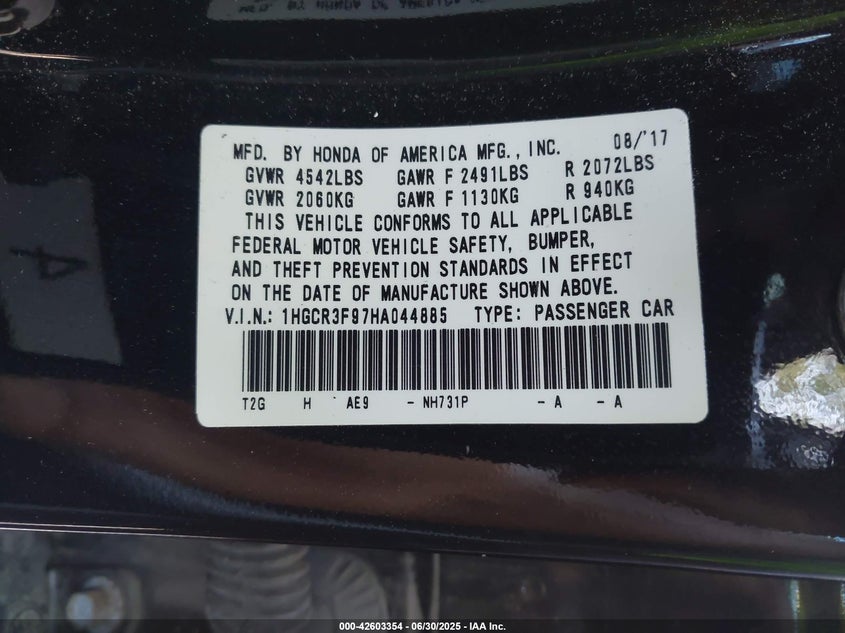 MFD. BY HONDA OF AMERICA MFG., INC. 08/'17
GVWR 4542LBS GAWR F 2491LBS R 2072LBS
GVWR 2060KG GAWR F 1130KG R 940KG
THIS VEHICLE CONFORMS TO ALL APPLICABLE
FEDERAL MOTOR VEHICLE SAFETY, BUMPER,
AND THEFT PREVENTION STANDARDS IN EFFECT
ON THE DATE OF MANUFACTURE SHOWN ABOVE.
V.I.N.: 1HGCR3F97HA044885 TYPE: PASSENGER CAR
T2G H AE9 - NH731P - A - A
000-42603354 - 06/30/2025 - IAA Inc.